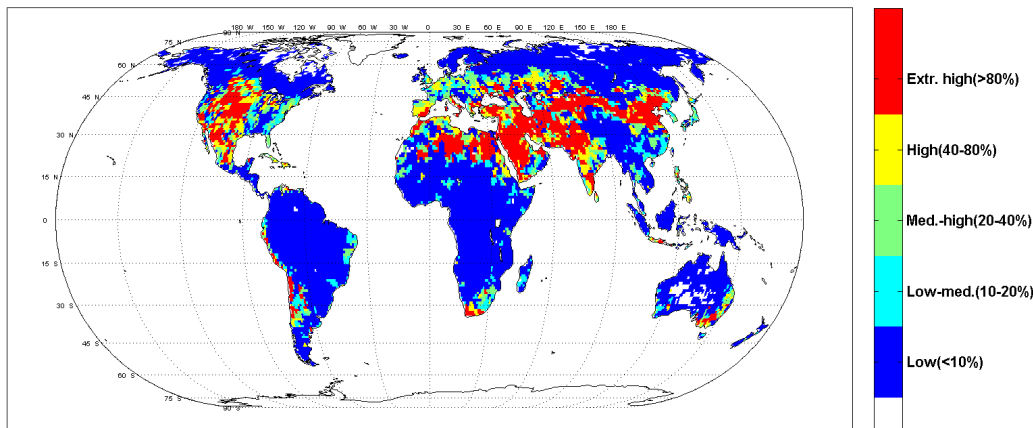 180 W 150 W 120 W 90 W 60 W 30 W 0 30 E 60 E 90 E 120 E 150 E 180 E
90 N
75 N
60 N
45 N
30 N
15 N
0
15 S
30 S
45 S
60 S
75 S
90 S
Extr. high(>80%)
High(40-80%)
Med.-high(20-40%)
Low-med.(10-20%)
Low(<10%)